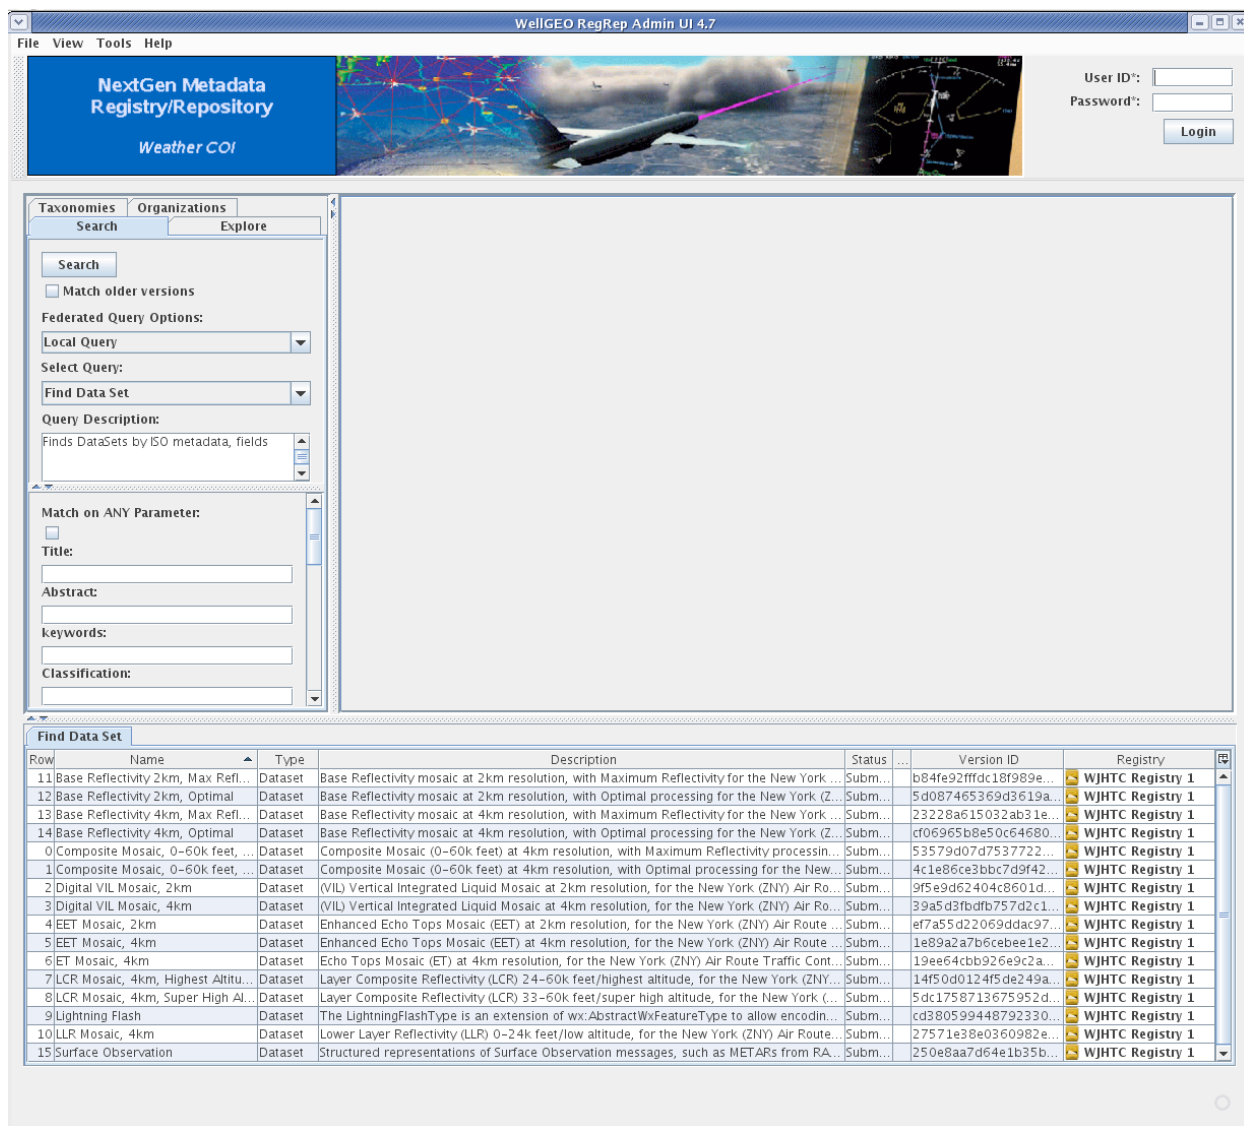 WellGEO RegRep Admin UI 4.7
File View Tools Help
NextGen Metadata
Registry/Repository
Weather COI
User ID*:
Password*:
Login
Taxonomies Organizations
Search Explore
Search
Match older versions
Federated Query Options:
Local Query
Select Query:
Find Data Set
Query Description:
Finds DataSets by ISO metadata, fields
Match on ANY Parameter:
Title:
Abstract:
keywords:
Classification:
Find Data Set
Row Name Type Description Status ... Version ID Registry
11 Base Reflectivity 2km, Max Refl... Dataset Base Reflectivity mosaic at 2km resolution, with Maximum Reflectivity for the New York ... Subm... b84fe92fffdc18f989e... WJHTC Registry 1
12 Base Reflectivity 2km, Optimal Dataset Base Reflectivity mosaic at 2km resolution, with Optimal processing for the New York (Z... Subm... 5d087465369d3619a... WJHTC Registry 1
13 Base Reflectivity 4km, Max Refl... Dataset Base Reflectivity mosaic at 4km resolution, with Maximum Reflectivity for the New York ... Subm... 23228a615032ab31e... WJHTC Registry 1
14 Base Reflectivity 4km, Optimal Dataset Base Reflectivity mosaic at 4km resolution, with Optimal processing for the New York (Z... Subm... cf06965b8e50c64680... WJHTC Registry 1
0 Composite Mosaic, 0-60k feet, ... Dataset Composite Mosaic (0-60k feet) at 4km resolution, with Maximum Reflectivity processin... Subm... 53579d07d7537722... WJHTC Registry 1
1 Composite Mosaic, 0-60k feet, ... Dataset Composite Mosaic (0-60k feet) at 4km resolution, with Optimal processing for the New... Subm... 4c1e86ce3bbc7d9f42... WJHTC Registry 1
2 Digital VIL Mosaic, 2km Dataset (VIL) Vertical Integrated Liquid Mosaic at 2km resolution, for the New York (ZNY) Air Ro... Subm... 9f5e9d62404c8601d... WJHTC Registry 1
3 Digital VIL Mosaic, 4km Dataset (VIL) Vertical Integrated Liquid Mosaic at 4km resolution, for the New York (ZNY) Air Ro... Subm... 39a5d3fbdfb757d2c1... WJHTC Registry 1
4 EET Mosaic, 2km Dataset Enhanced Echo Tops Mosaic (EET) at 2km resolution, for the New York (ZNY) Air Route ... Subm... ef7a55d22069ddac97... WJHTC Registry 1
5 EET Mosaic, 4km Dataset Enhanced Echo Tops Mosaic (EET) at 4km resolution, for the New York (ZNY) Air Route ... Subm... 1e89a2a7b6cebee1e2... WJHTC Registry 1
6 ET Mosaic, 4km Dataset Echo Tops Mosaic (ET) at 4km resolution, for the New York (ZNY) Air Route Traffic Cont... Subm... 19ee64cbb926e9c2a... WJHTC Registry 1
7 LCR Mosaic, 4km, Highest Altitu... Dataset Layer Composite Reflectivity (LCR) 24-60k feet/highest altitude, for the New York (ZNY... Subm... 14f50d0124f5de249a... WJHTC Registry 1
8 LCR Mosaic, 4km, Super High Al... Dataset Layer Composite Reflectivity (LCR) 33-60k feet/super high altitude, for the New York (... Subm... 5dc1758713675952d... WJHTC Registry 1
9 Lightning Flash Dataset The LightningFlashType is an extension of wx:AbstractWxFeatureType to allow encodin... Subm... cd380599448792330... WJHTC Registry 1
10 LLR Mosaic, 4km Dataset Lower Layer Reflectivity (LLR) 0-24k feet/low altitude, for the New York (ZNY) Air Route... Subm... 27571e38e0360982e... WJHTC Registry 1
15 Surface Observation Dataset Structured representations of Surface Observation messages, such as METARs from RA... Subm... 250e8aa7d64e1b35b... WJHTC Registry 1